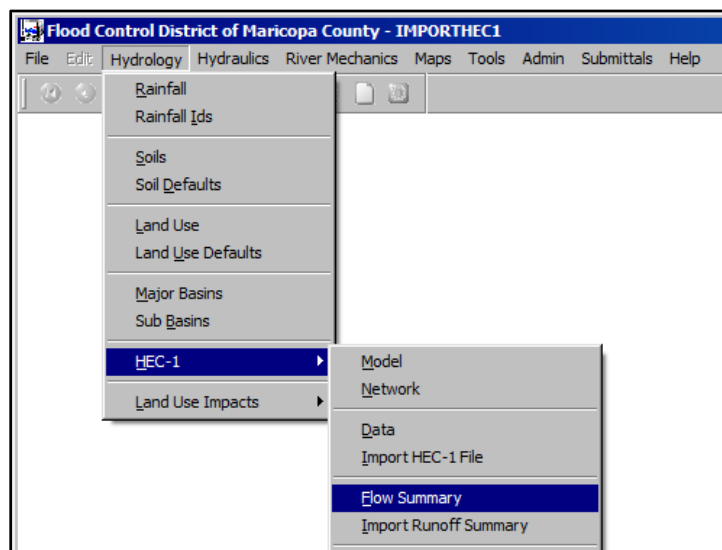 Flood Control District of Maricopa County - IMPORTHEC1
File Edit Hydrology Hydraulics River Mechanics Maps Tools Admin Submittals Help
Rainfall
Rainfall Ids
Soils
Soil Defaults
Land Use
Land Use Defaults
Major Basins
Sub Basins
HEC-1
Land Use Impacts
Model
Network
Data
Import HEC-1 File
Flow Summary
Import Runoff Summary